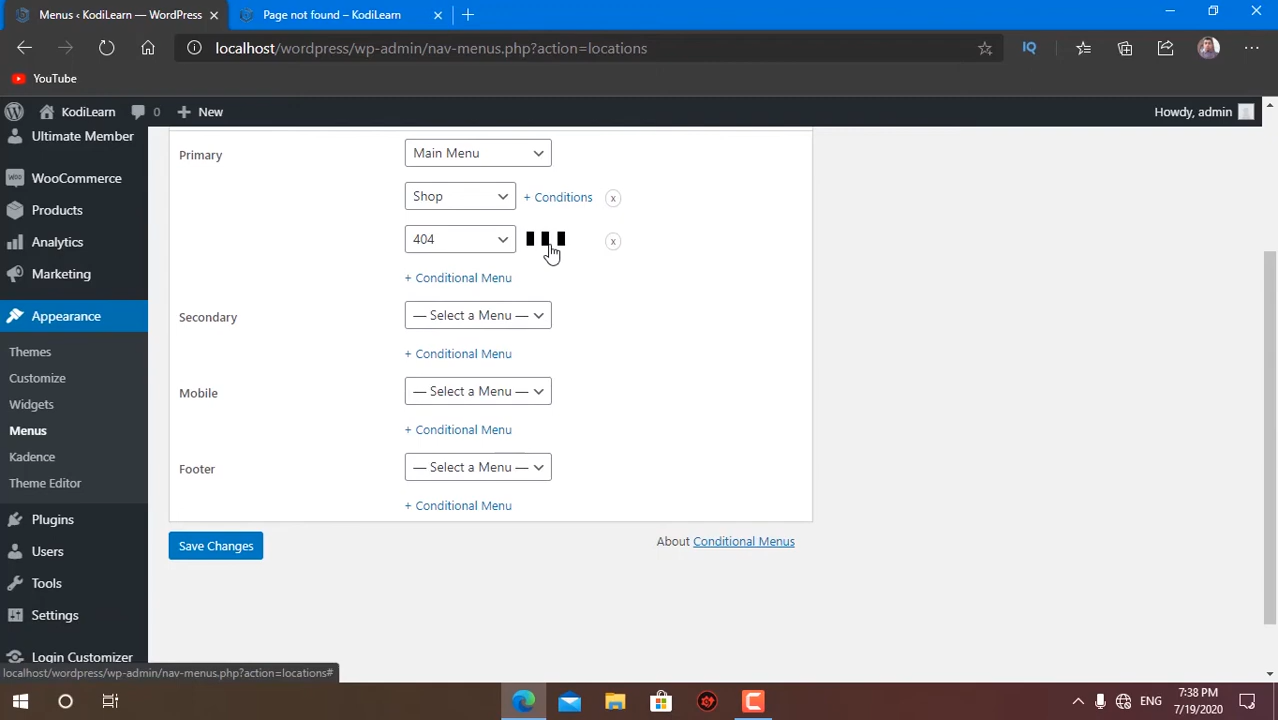 Menus ‹ KodiLearn — WordPress
Page not found – KodiLearn
localhost/wordpress/wp-admin/nav-menus.php?action=locations
IQ
YouTube
KodiLearn
0
New
Howdy, admin
Ultimate Member
WooCommerce
Products
Analytics
Marketing
Appearance
Themes
Customize
Widgets
Menus
Kadence
Theme Editor
Plugins
Users
Tools
Settings
Login Customizer
Primary
Main Menu
Shop
+ Conditions
x
404
x
+ Conditional Menu
Secondary
— Select a Menu —
+ Conditional Menu
Mobile
— Select a Menu —
+ Conditional Menu
Footer
— Select a Menu —
+ Conditional Menu
Save Changes
About Conditional Menus
localhost/wordpress/wp-admin/nav-menus.php?action=locations#
ENG
7:38 PM
7/19/2020